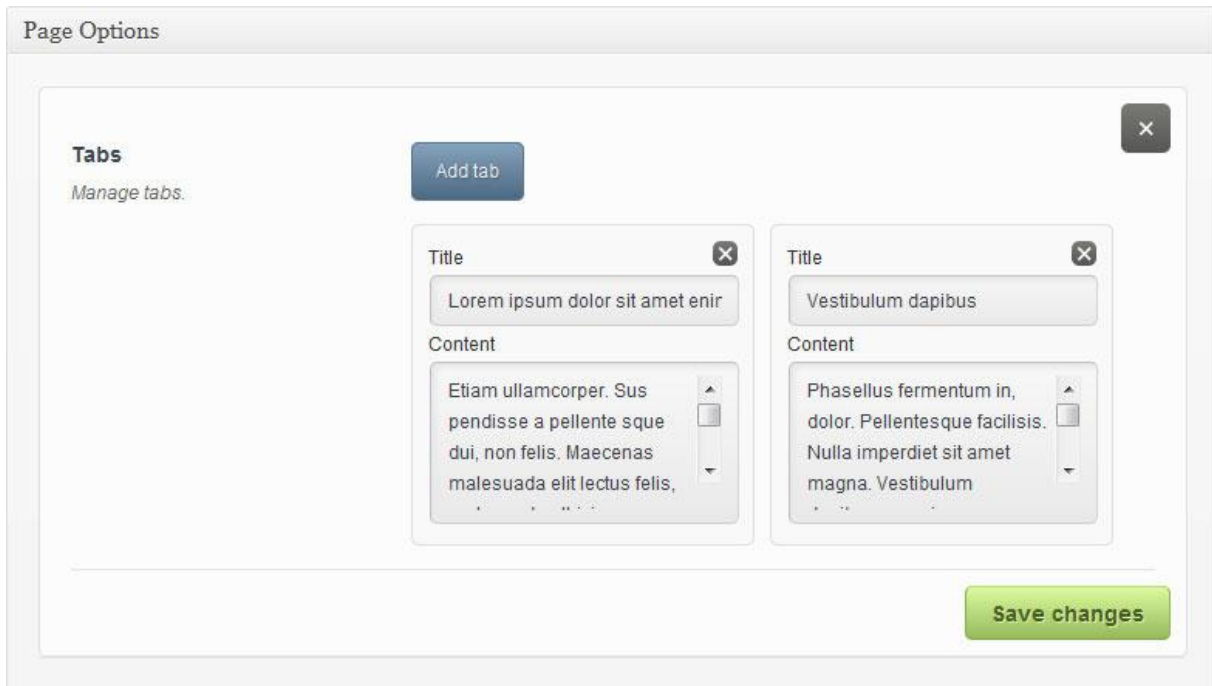 Page Options
Tabs
Manage tabs.
Add tab
Title
Lorem ipsum dolor sit amet enir
Content
Etiam ullamcorper. Sus
pendisse a pellente sque
dui, non felis. Maecenas
malesuada elit lectus felis,
Title
Vestibulum dapibus
Content
Phasellus fermentum in,
dolor. Pellentesque facilisis.
Nulla imperdiet sit amet
magna. Vestibulum
Save changes